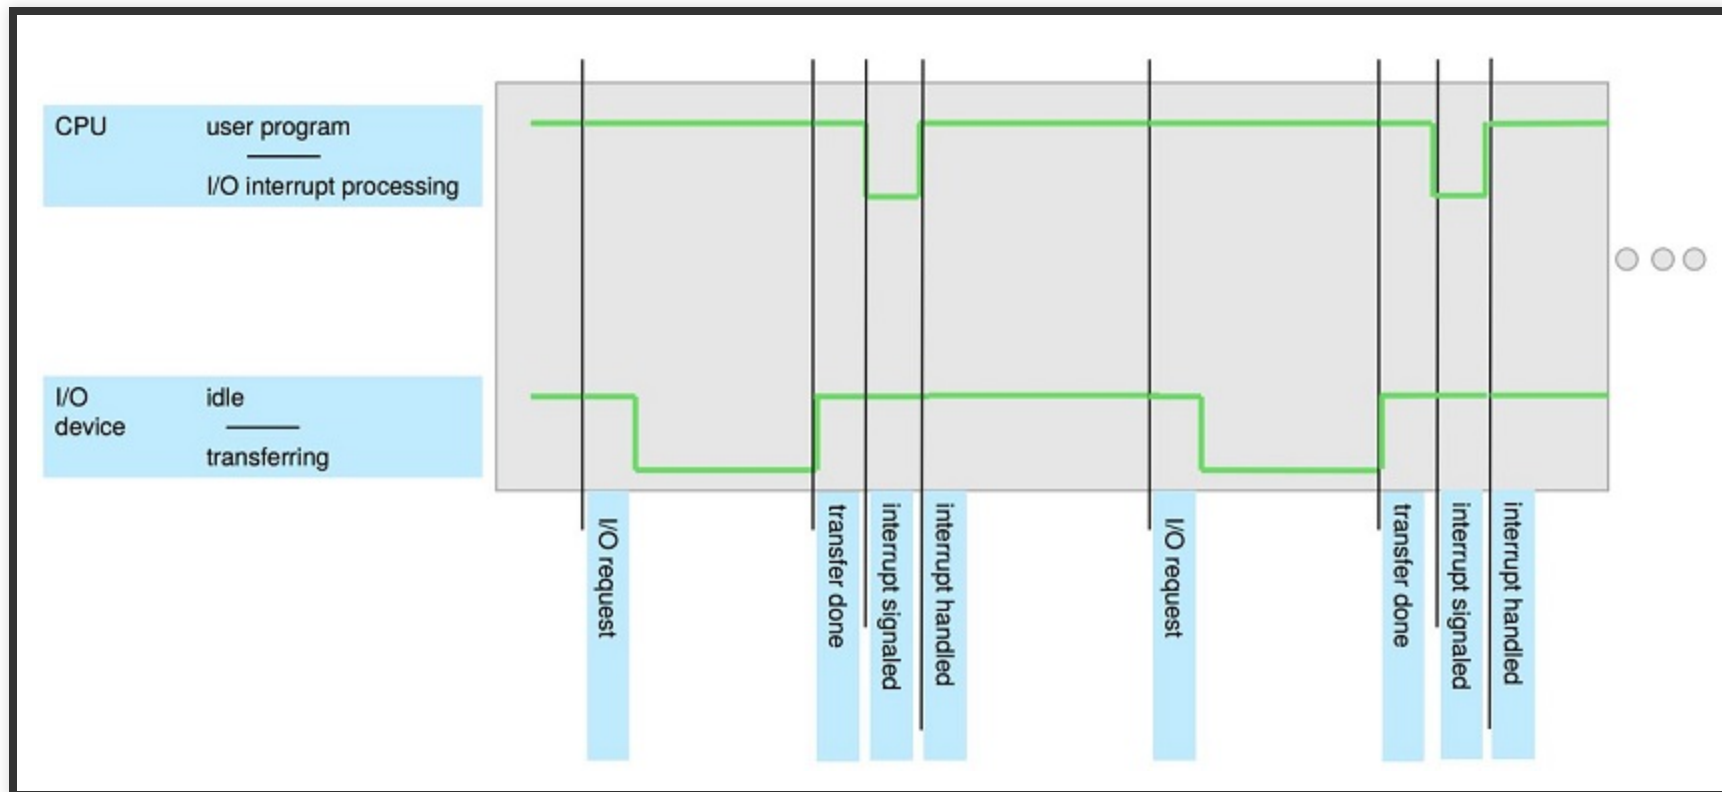 CPU
user program
I/O interrupt processing
I/O
device
idle
transferring
I/O request
transfer done
interrupt signaled
interrupt handled
I/O request
transfer done
interrupt signaled
interrupt handled